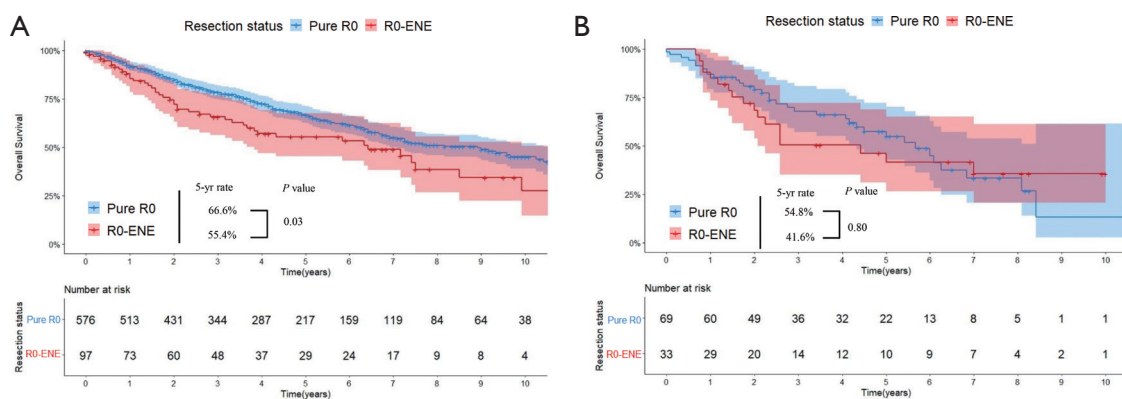 A
Resection status Pure R0 R0-ENE
100%
75%
50%
25%
0%
Overall Survival
5-yr rate P value
Pure R0 66.6%
0.03
R0-ENE 55.4%
0 1 2 3 4 5 6 7 8 9 10
Time(years)
Number at risk
Resection status
Pure R0 576 513 431 344 287 217 159 119 84 64 38
R0-ENE 97 73 60 48 37 29 24 17 9 8 4
0 1 2 3 4 5 6 7 8 9 10
Time(years)
B
Resection status Pure R0 R0-ENE
100%
75%
50%
25%
0%
Overall Survival
5-yr rate P value
Pure R0 54.8%
0.80
R0-ENE 41.6%
0 1 2 3 4 5 6 7 8 9 10
Time(years)
Number at risk
Resection status
Pure R0 69 60 49 36 32 22 13 8 5 1 1
R0-ENE 33 29 20 14 12 10 9 7 4 2 1
0 1 2 3 4 5 6 7 8 9 10
Time(years)